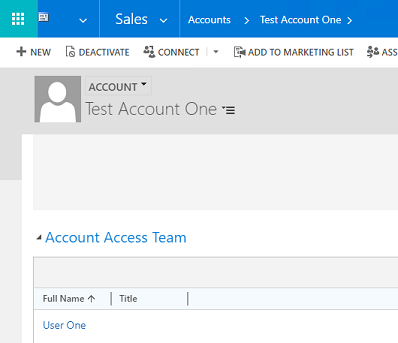 Sales Accounts Test Account One
NEW DEACTIVATE CONNECT ADD TO MARKETING LIST ASS
ACCOUNT
Test Account One
Account Access Team
Full Name Title
User One